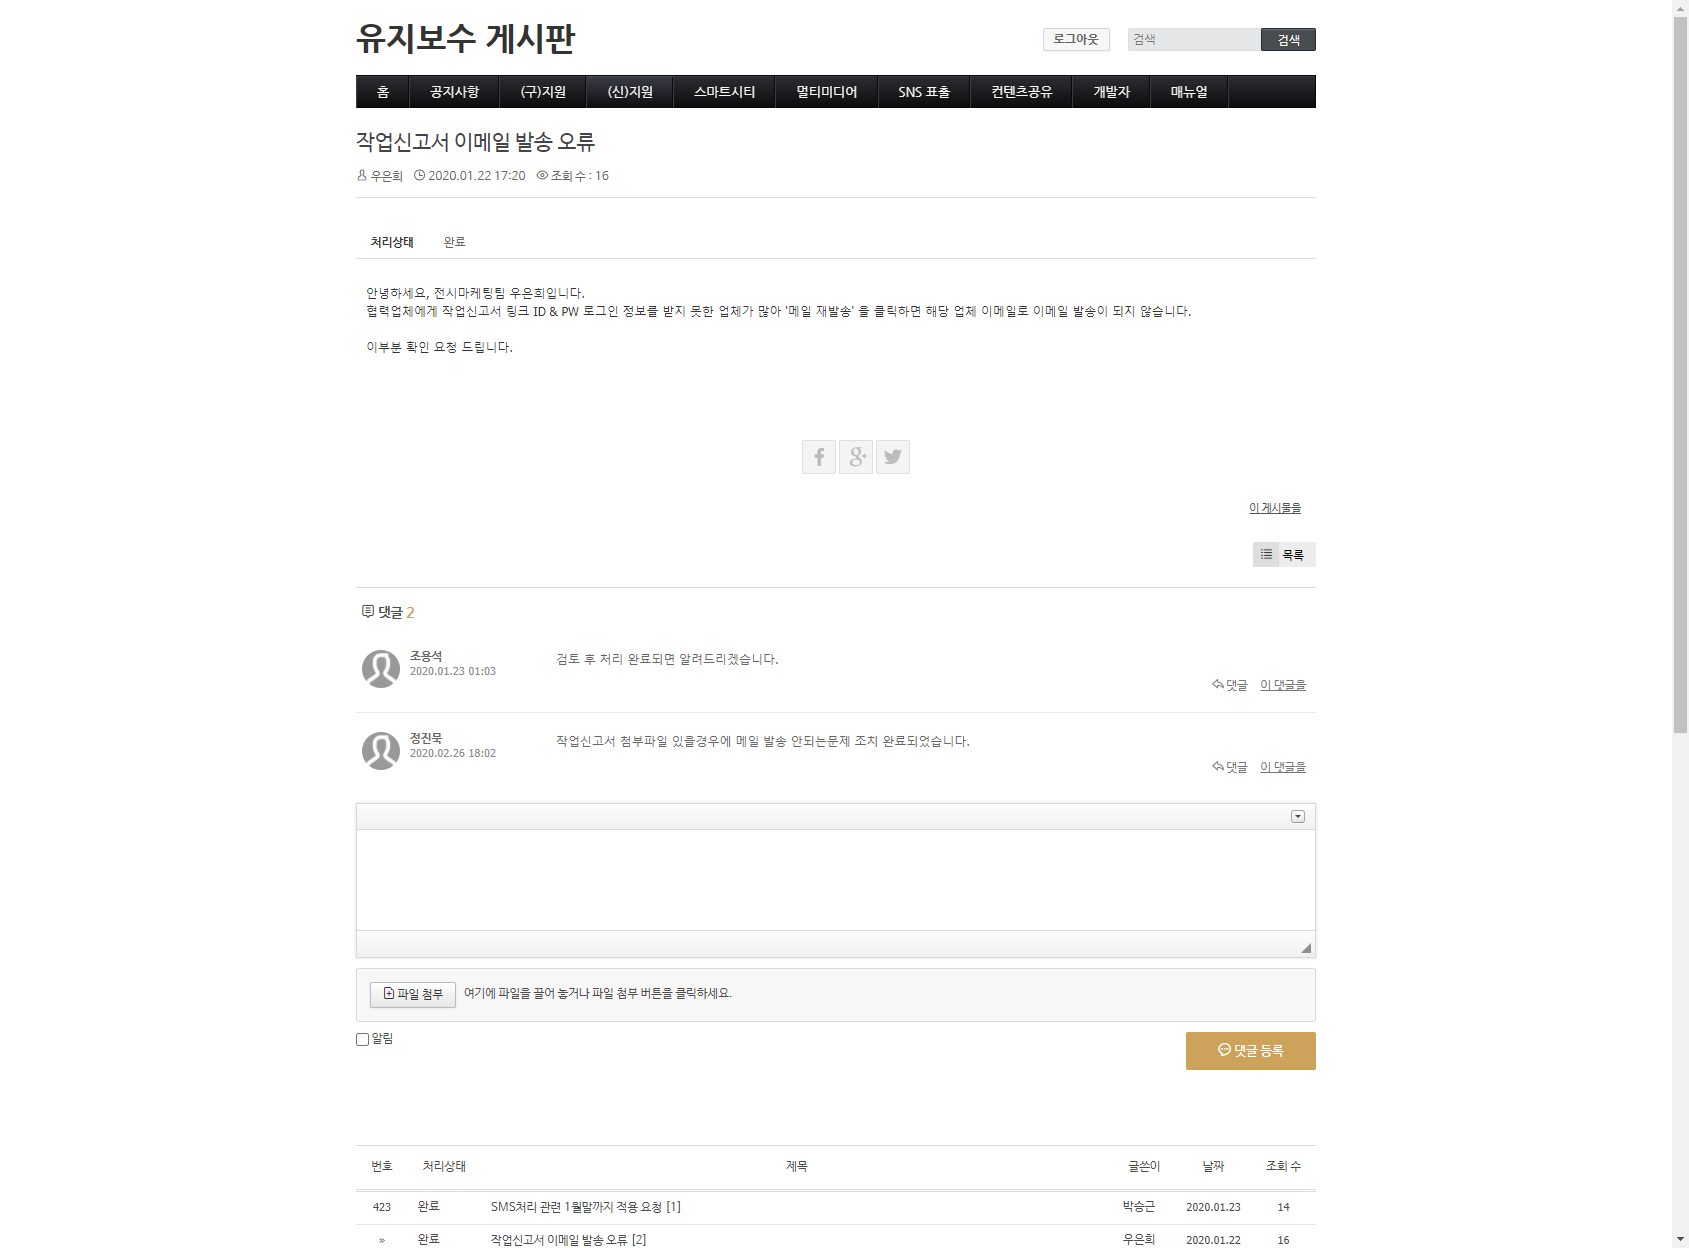 유지보수 게시판
로그아웃 검색 검색
홈 공지사항 (구)지원 (신)지원 스마트시티 멀티미디어 SNS 표출 컨텐츠공유 개발자 매뉴얼
작업신고서 이메일 발송 오류
우은희 2020.01.22 17:20 조회 수 : 16
처리상태 완료
안녕하세요, 전시마케팅팀 우은희입니다.
협력업체에게 작업신고서 링크 ID & PW 로그인 정보를 받지 못한 업체가 많아 '메일 재발송' 을 클릭하면 해당 업체 이메일로 이메일 발송이 되지 않습니다.
이부분 확인 요청 드립니다.
이 게시물을
목록
댓글 2
조용석 검토 후 처리 완료되면 알려드리겠습니다.
2020.01.23 01:03
댓글 이 댓글을
정진묵 작업신고서 첨부파일 있을경우에 메일 발송 안되는문제 조치 완료되었습니다.
2020.02.26 18:02
댓글 이 댓글을
파일 첨부 여기에 파일을 끌어 놓거나 파일 첨부 버튼을 클릭하세요.
알림
댓글 등록
번호 처리상태 제목 글쓴이 날짜 조회 수
423 완료 SMS처리 관련 1월말까지 적용 요청 [1] 박승근 2020.01.23 14
» 완료 작업신고서 이메일 발송 오류 [2] 우은희 2020.01.22 16